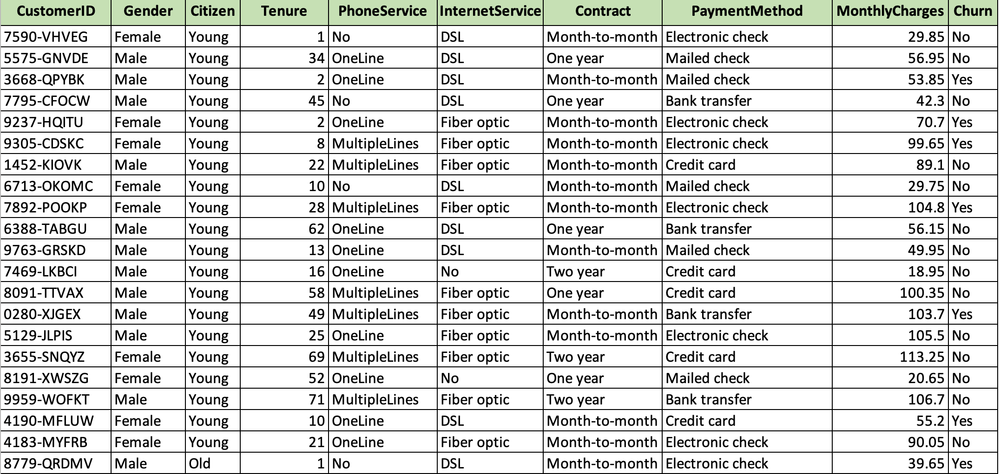 CustomerID Gender Citizen Tenure PhoneService InternetService Contract PaymentMethod MonthlyCharges Churn
7590-VHVEG Female Young 1 No DSL Month-to-month Electronic check 29.85 No
5575-GNVDE Male Young 34 OneLine DSL One year Mailed check 56.95 No
3668-QPYBK Male Young 2 OneLine DSL Month-to-month Mailed check 53.85 Yes
7795-CFOCW Male Young 45 No DSL One year Bank transfer 42.3 No
9237-HQITU Female Young 2 OneLine Fiber optic Month-to-month Electronic check 70.7 Yes
9305-CDSKC Female Young 8 MultipleLines Fiber optic Month-to-month Electronic check 99.65 Yes
1452-KIOVK Male Young 22 MultipleLines Fiber optic Month-to-month Credit card 89.1 No
6713-OKOMC Female Young 10 No DSL Month-to-month Mailed check 29.75 No
7892-POOKP Female Young 28 MultipleLines Fiber optic Month-to-month Electronic check 104.8 Yes
6388-TABGU Male Young 62 OneLine DSL One year Bank transfer 56.15 No
9763-GRSKD Male Young 13 OneLine DSL Month-to-month Mailed check 49.95 No
7469-LKBCI Male Young 16 OneLine No Two year Credit card 18.95 No
8091-TTVAX Male Young 58 MultipleLines Fiber optic One year Credit card 100.35 No
0280-XJGEX Male Young 49 MultipleLines Fiber optic Month-to-month Bank transfer 103.7 Yes
5129-JLPIS Male Young 25 OneLine Fiber optic Month-to-month Electronic check 105.5 No
3655-SNQYZ Female Young 69 MultipleLines Fiber optic Two year Credit card 113.25 No
8191-XWSZG Female Young 52 OneLine No One year Mailed check 20.65 No
9959-WOFKT Male Young 71 MultipleLines Fiber optic Two year Bank transfer 106.7 No
4190-MFLUW Female Young 10 OneLine DSL Month-to-month Credit card 55.2 Yes
4183-MYFRB Female Young 21 OneLine Fiber optic Month-to-month Electronic check 90.05 No
8779-QRDMV Male Old 1 No DSL Month-to-month Electronic check 39.65 Yes